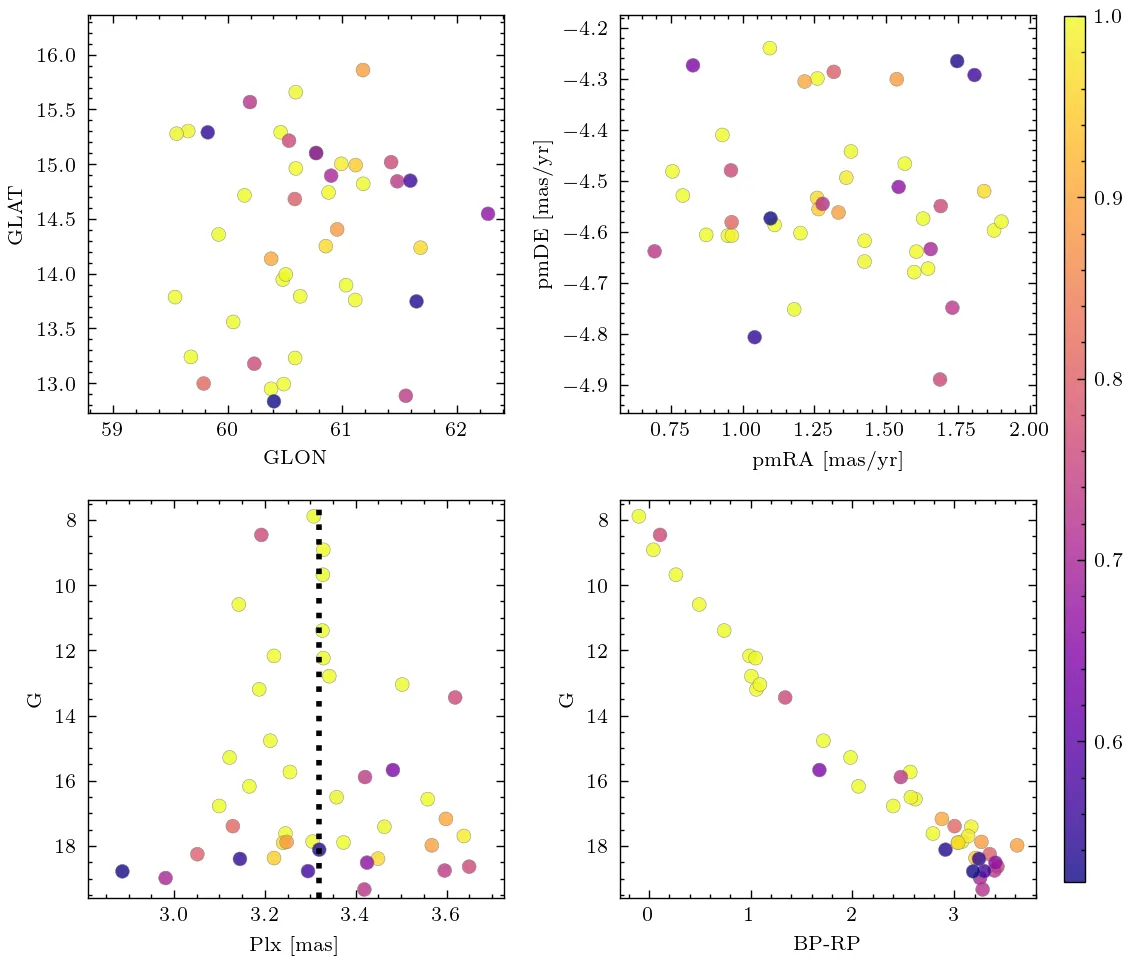 16.0
15.5
15.0
14.5
14.0
13.5
13.0
GLAT
59 60 61 62
GLON
−4.2
−4.3
−4.4
−4.5
−4.6
−4.7
−4.8
−4.9
pmDE [mas/yr]
0.75 1.00 1.25 1.50 1.75 2.00
pmRA [mas/yr]
8
10
12
14
16
18
G
3.0 3.2 3.4 3.6
Plx [mas]
8
10
12
14
16
18
G
0 1 2 3
BP-RP
1.0
0.9
0.8
0.7
0.6